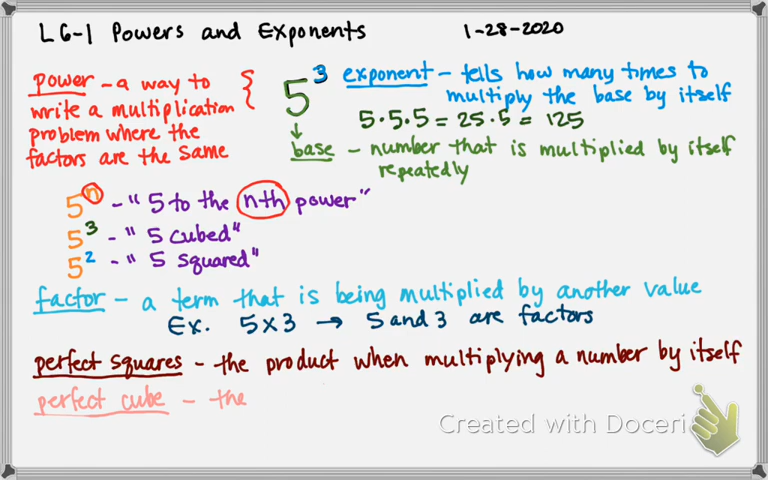 L6-1 Powers and Exponents 1-28-2020
power - a way to
write a multiplication
problem where the
factors are the same
5³ exponent - tells how many times to
multiply the base by itself
5·5·5 = 25·5 = 125
base - number that is multiplied by itself
repeatedly
5ⁿ - " 5 to the nth power"
5³ - " 5 cubed"
5² - " 5 squared"
factor - a term that is being multiplied by another value
Ex. 5x3 → 5 and 3 are factors
perfect squares - the product when multiplying a number by itself
perfect cube - the
Created with Doceri